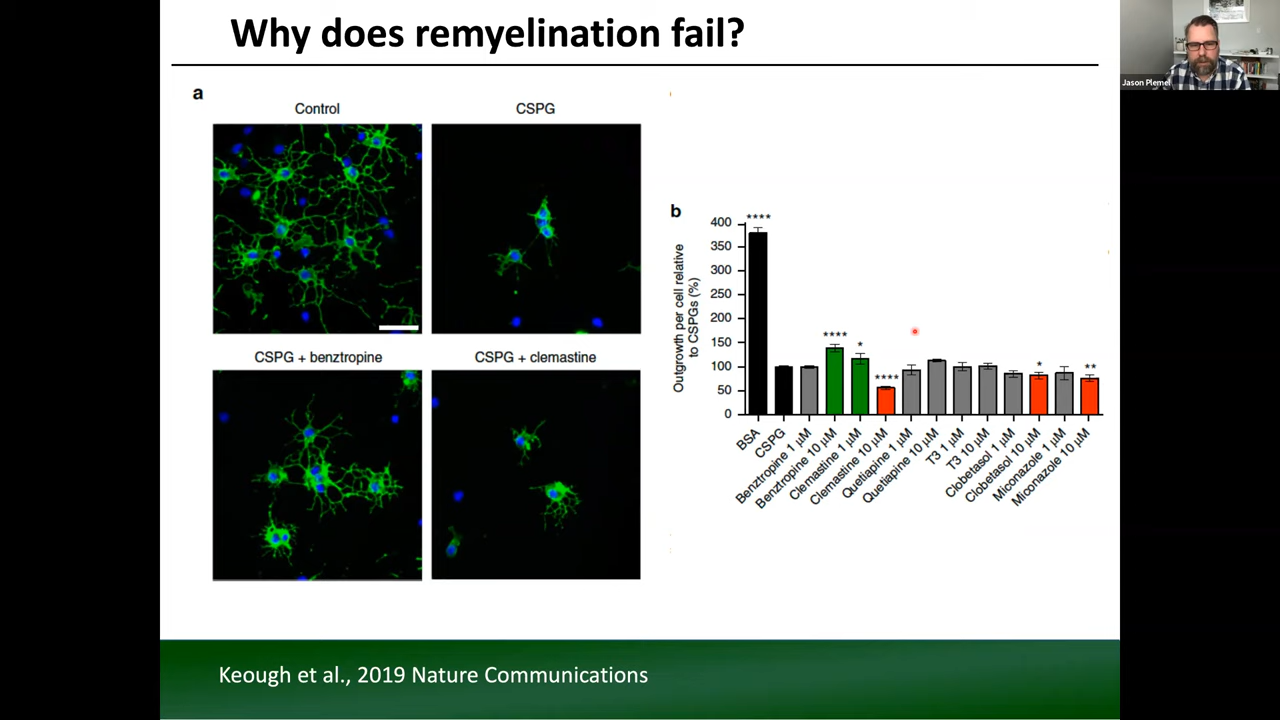 Why does remyelination fail?
Jason Plemel
a
Control
CSPG
CSPG + benztropine
CSPG + clemastine
b
Outgrowth per cell relative
to CSPGs (%)
400
350
300
250
200
150
100
50
0
****
****
*
****
*
**
BSA
CSPG
Benztropine 1 µM
Benztropine 10 µM
Clemastine 1 µM
Clemastine 10 µM
Quetiapine 1 µM
Quetiapine 10 µM
T3 1 µM
T3 10 µM
Clobetasol 1 µM
Clobetasol 10 µM
Miconazole 1 µM
Miconazole 10 µM
Keough et al., 2019 Nature Communications